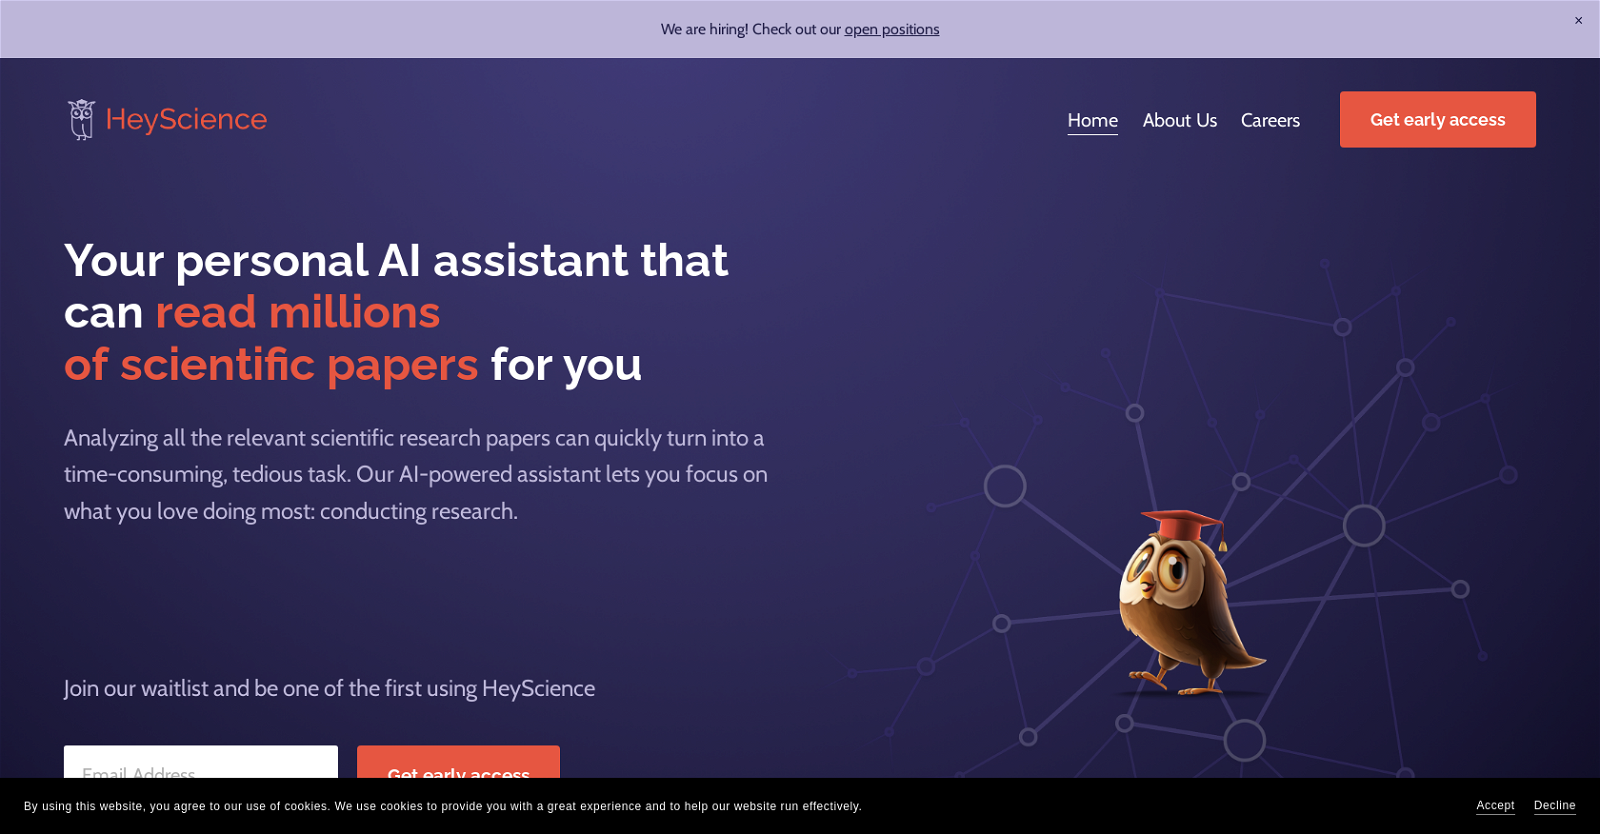 We are hiring! Check out our open positions
×
HeyScience
Home
About Us
Careers
Get early access
Your personal AI assistant that
can read millions
of scientific papers for you
Analyzing all the relevant scientific research papers can quickly turn into a
time-consuming, tedious task. Our AI-powered assistant lets you focus on
what you love doing most: conducting research.
Join our waitlist and be one of the first using HeyScience
Email Address
Get early access
By using this website, you agree to our use of cookies. We use cookies to provide you with a great experience and to help our website run effectively.
Accept
Decline